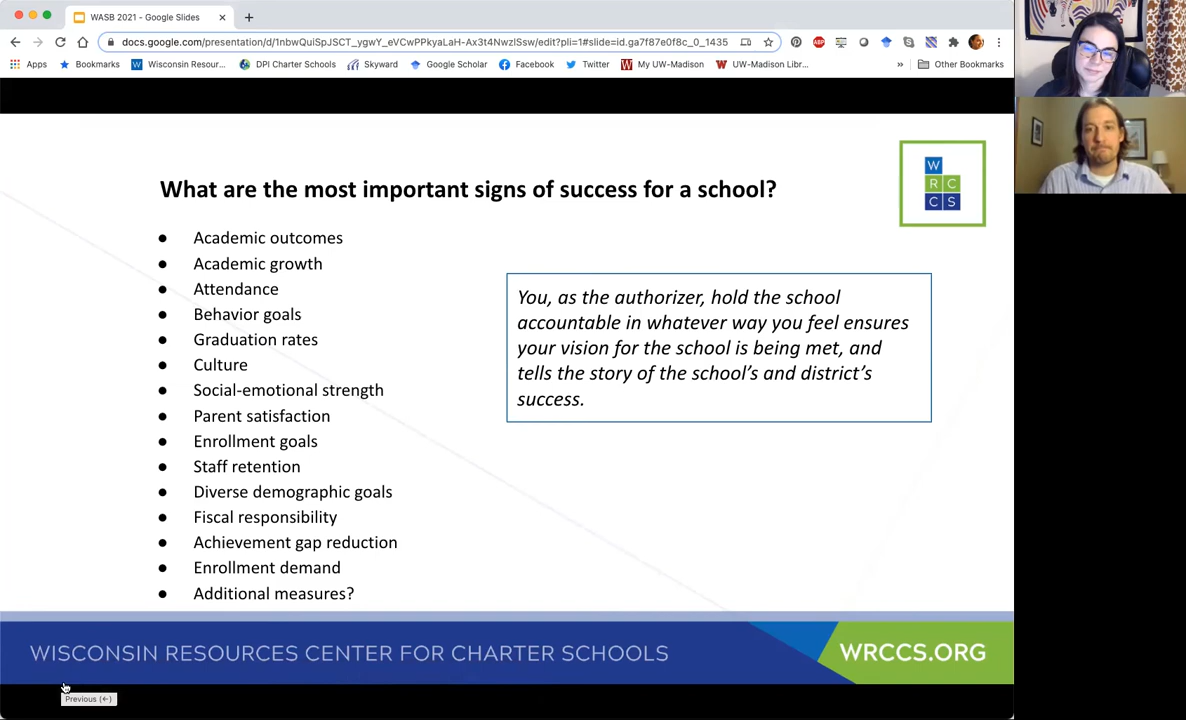 WASB 2021 - Google Slides
docs.google.com/presentation/d/1nbwQuiSpJSCT_ygwY_eVCwPPkyaLaH-Ax3t4NwzlSsw/edit?pli=1#slide=id.ga7f87e0f8c_0_1435
Apps Bookmarks Wisconsin Resour... DPI Charter Schools Skyward Google Scholar Facebook Twitter My UW-Madison UW-Madison Libr... » Other Bookmarks
What are the most important signs of success for a school?
W
R C
C S
● Academic outcomes
● Academic growth
● Attendance
● Behavior goals
● Graduation rates
● Culture
● Social-emotional strength
● Parent satisfaction
● Enrollment goals
● Staff retention
● Diverse demographic goals
● Fiscal responsibility
● Achievement gap reduction
● Enrollment demand
● Additional measures?
You, as the authorizer, hold the school
accountable in whatever way you feel ensures
your vision for the school is being met, and
tells the story of the school's and district's
success.
WISCONSIN RESOURCES CENTER FOR CHARTER SCHOOLS
WRCCS.ORG
Previous (←)